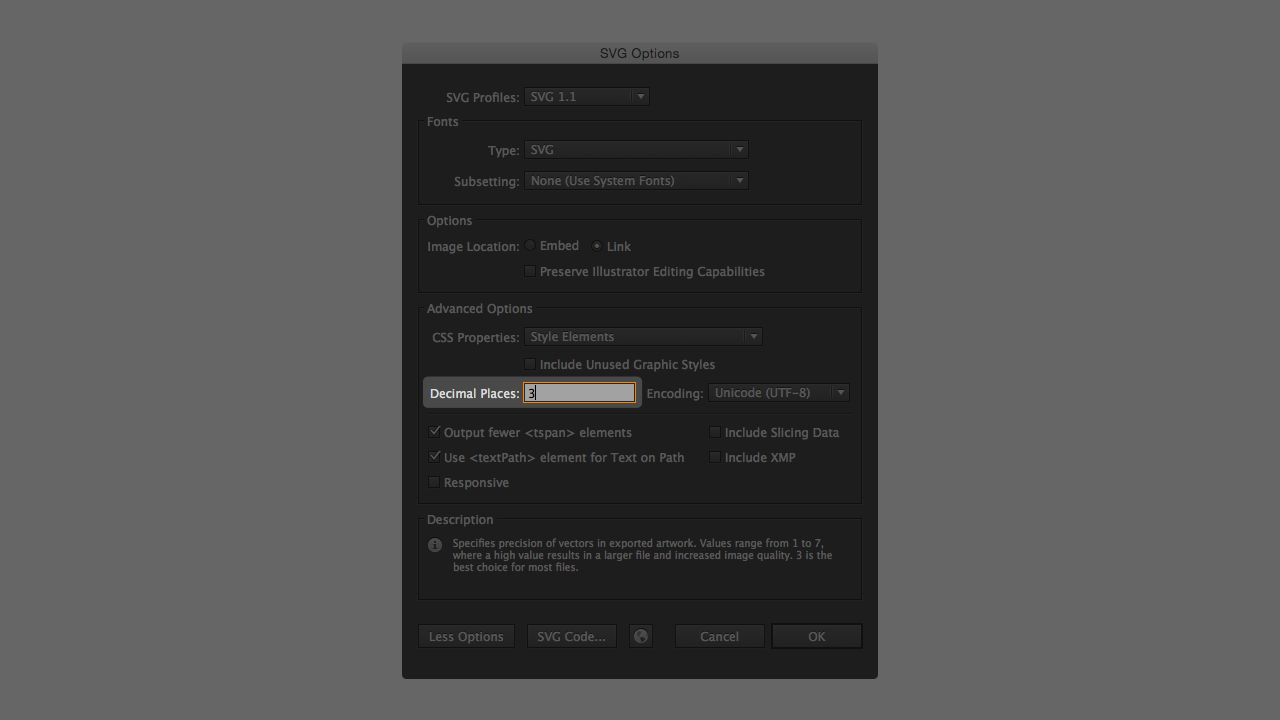 SVG Options
SVG Profiles: SVG 1.1
Fonts
Type: SVG
Subsetting: None (Use System Fonts)
Options
Image Location: Embed Link
Preserve Illustrator Editing Capabilities
Advanced Options
CSS Properties: Style Elements
Include Unused Graphic Styles
Decimal Places: 3 Encoding: Unicode (UTF-8)
Output fewer <tspan> elements Include Slicing Data
Use <textPath> element for Text on Path Include XMP
Responsive
Description
Specifies precision of vectors in exported artwork. Values range from 1 to 7,
where a high value results in a larger file and increased image quality. 3 is the
best choice for most files.
Less Options SVG Code... Cancel OK